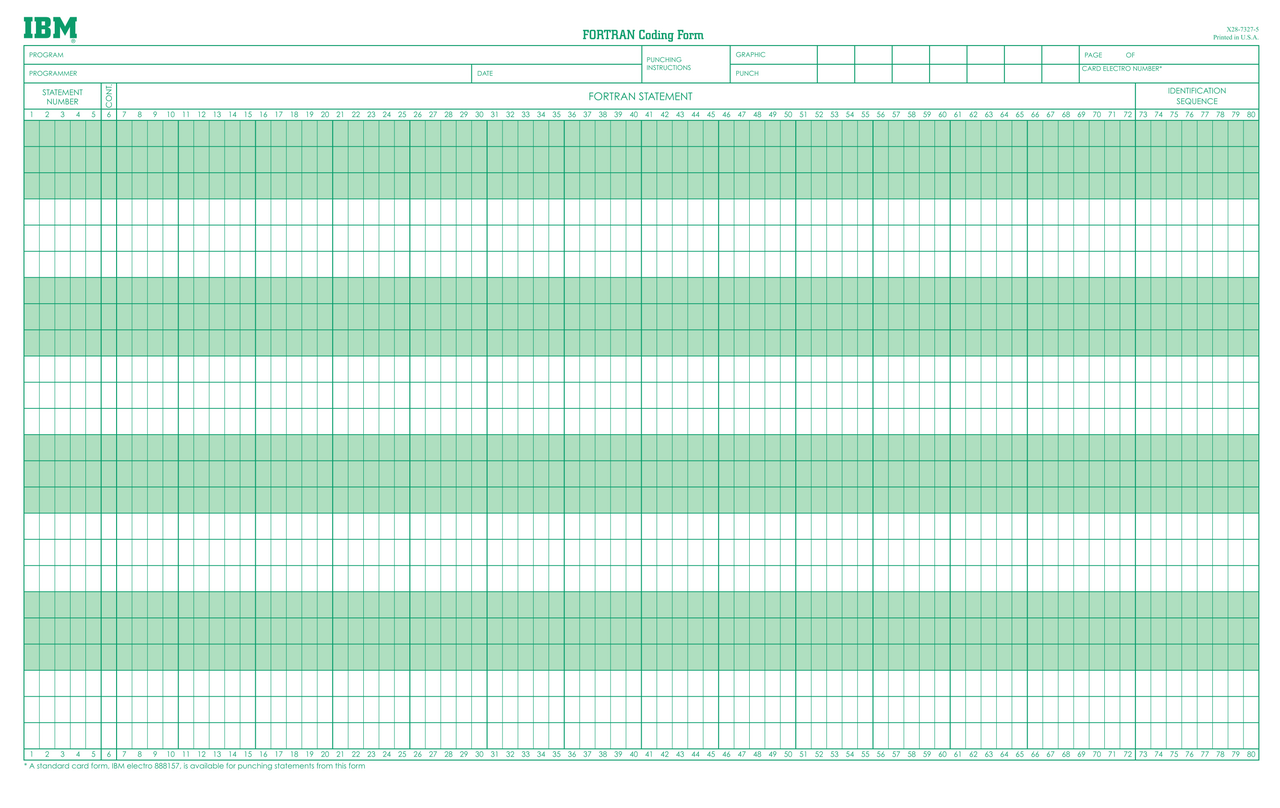 IBM®
FORTRAN Coding Form
X28-7327-5
Printed in U.S.A.
PROGRAM
PUNCHING INSTRUCTIONS
GRAPHIC
PAGE OF
PROGRAMMER
DATE
PUNCH
CARD ELECTRO NUMBER*
STATEMENT
NUMBER
CONT.
FORTRAN STATEMENT
IDENTIFICATION
SEQUENCE
1 2 3 4 5 6 7 8 9 10 11 12 13 14 15 16 17 18 19 20 21 22 23 24 25 26 27 28 29 30 31 32 33 34 35 36 37 38 39 40 41 42 43 44 45 46 47 48 49 50 51 52 53 54 55 56 57 58 59 60 61 62 63 64 65 66 67 68 69 70 71 72 73 74 75 76 77 78 79 80
1 2 3 4 5 6 7 8 9 10 11 12 13 14 15 16 17 18 19 20 21 22 23 24 25 26 27 28 29 30 31 32 33 34 35 36 37 38 39 40 41 42 43 44 45 46 47 48 49 50 51 52 53 54 55 56 57 58 59 60 61 62 63 64 65 66 67 68 69 70 71 72 73 74 75 76 77 78 79 80
* A standard card form, IBM electro 888157, is available for punching statements from this form